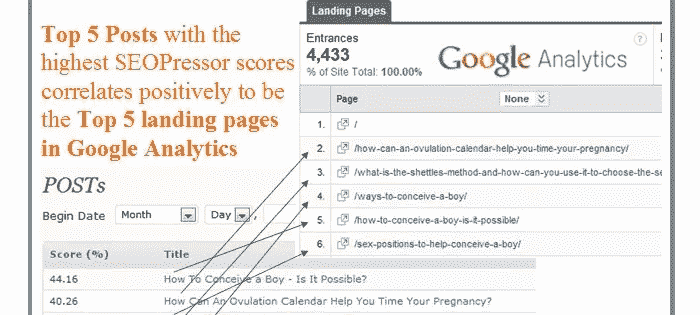 Top 5 Posts with the
highest SEOPressor scores
correlates positively to be
the Top 5 landing pages
in Google Analytics
Landing Pages
Entrances
4,433
% of Site Total: 100.00%
Google Analytics
Page
None
1. /
2. /how-can-an-ovulation-calendar-help-you-time-your-pregnancy/
3. /what-is-the-shettles-method-and-how-can-you-use-it-to-choose-the-se
4. /ways-to-conceive-a-boy/
5. /how-to-conceive-a-boy-is-it-possible/
6. /sex-positions-to-help-conceive-a-boy/
POSTs
Begin Date Month Day ,
Score (%) Title
44.16 How To Conceive a Boy - Is It Possible?
40.26 How Can An Ovulation Calendar Help You Time Your Pregnancy?